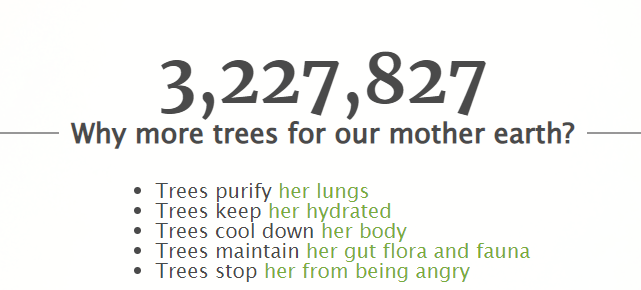 3,227,827
Why more trees for our mother earth?
• Trees purify her lungs
• Trees keep her hydrated
• Trees cool down her body
• Trees maintain her gut flora and fauna
• Trees stop her from being angry